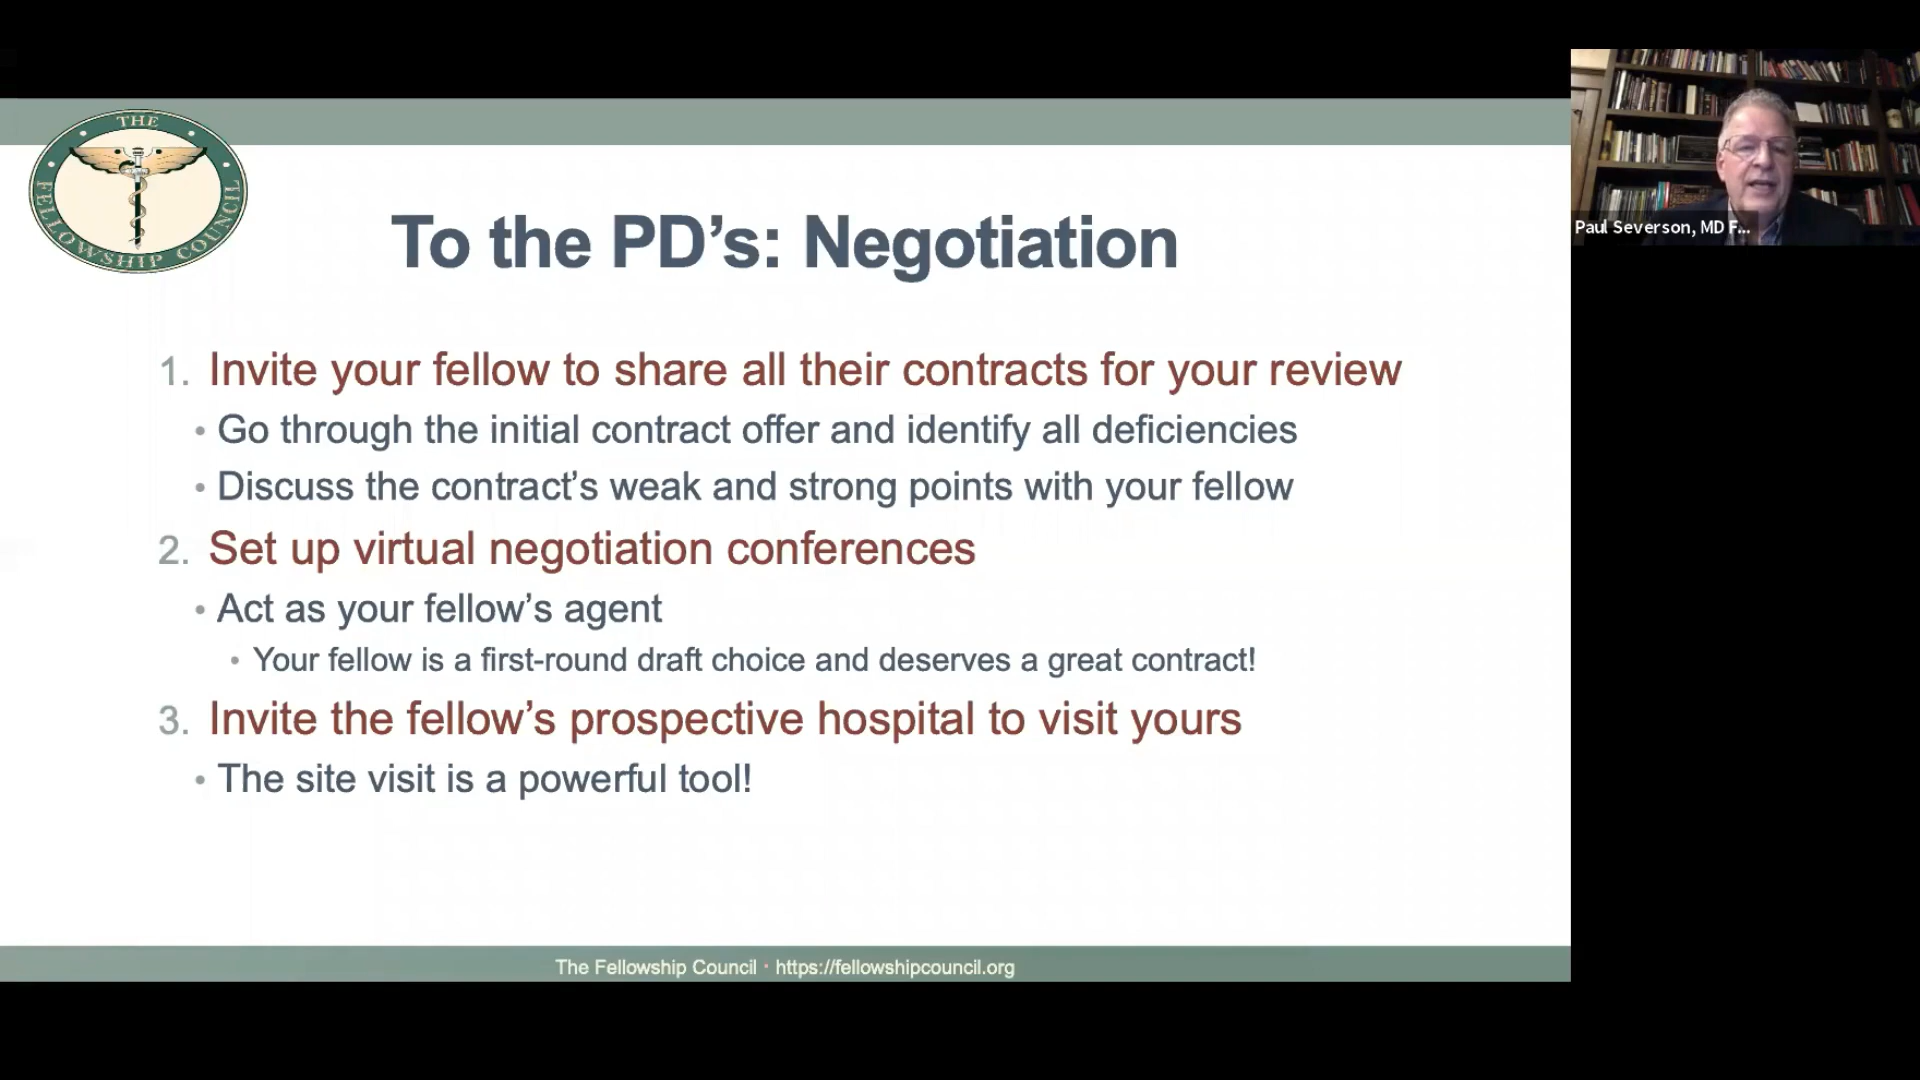 THE
FELLOWSHIP COUNCIL
To the PD’s: Negotiation
1. Invite your fellow to share all their contracts for your review
• Go through the initial contract offer and identify all deficiencies
• Discuss the contract’s weak and strong points with your fellow
2. Set up virtual negotiation conferences
• Act as your fellow’s agent
• Your fellow is a first-round draft choice and deserves a great contract!
3. Invite the fellow’s prospective hospital to visit yours
• The site visit is a powerful tool!
The Fellowship Council · https://fellowshipcouncil.org
Paul Severson, MD F...